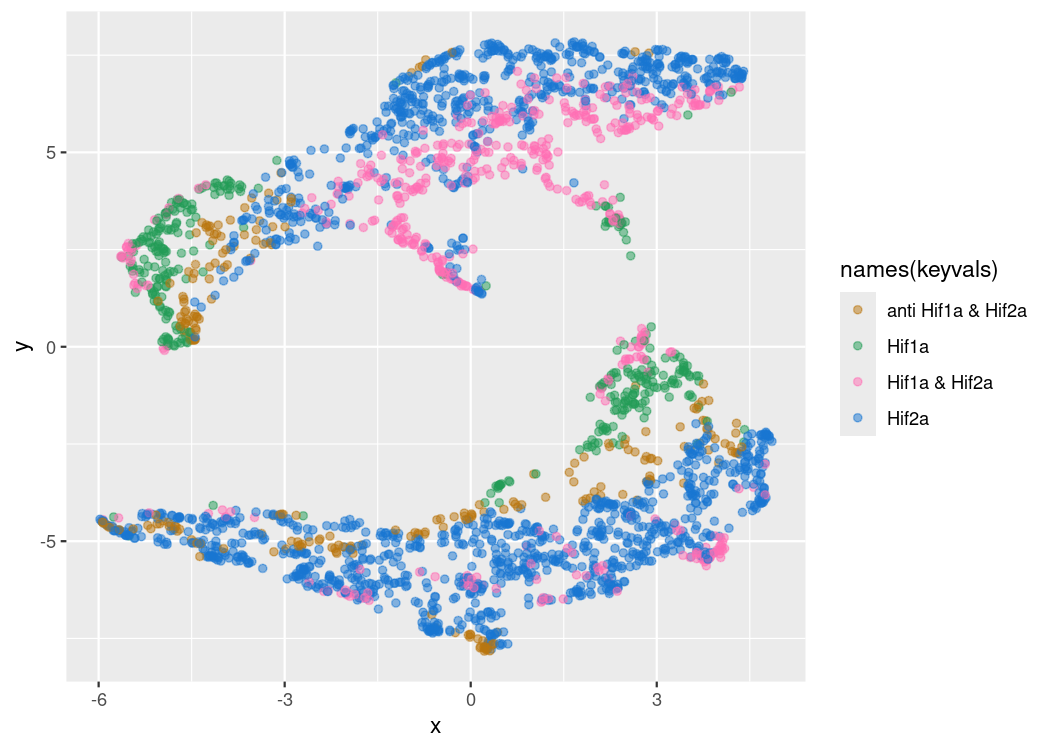 5
0
-5
-6
-3
0
3
x
y
names(keyvals)
anti Hif1a & Hif2a
Hif1a
Hif1a & Hif2a
Hif2a